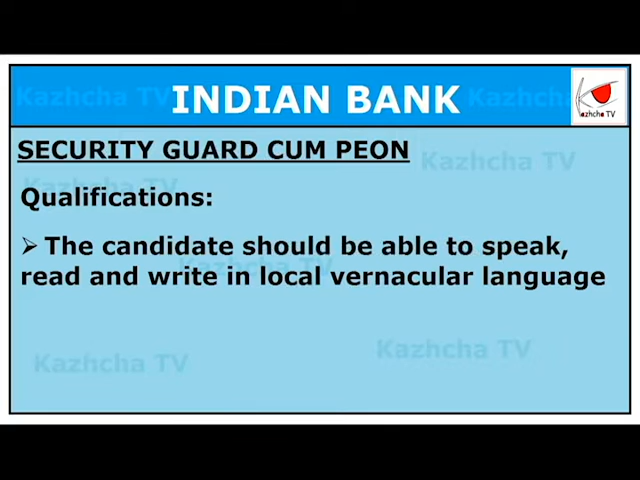 Kazhcha TV
INDIAN BANK
Kazhcha
Kazhcha TV
SECURITY GUARD CUM PEON
Kazhcha TV
Kazhcha TV
Qualifications:
➢ The candidate should be able to speak,
Kazhcha TV
read and write in local vernacular language
Kazhcha TV
Kazhcha TV